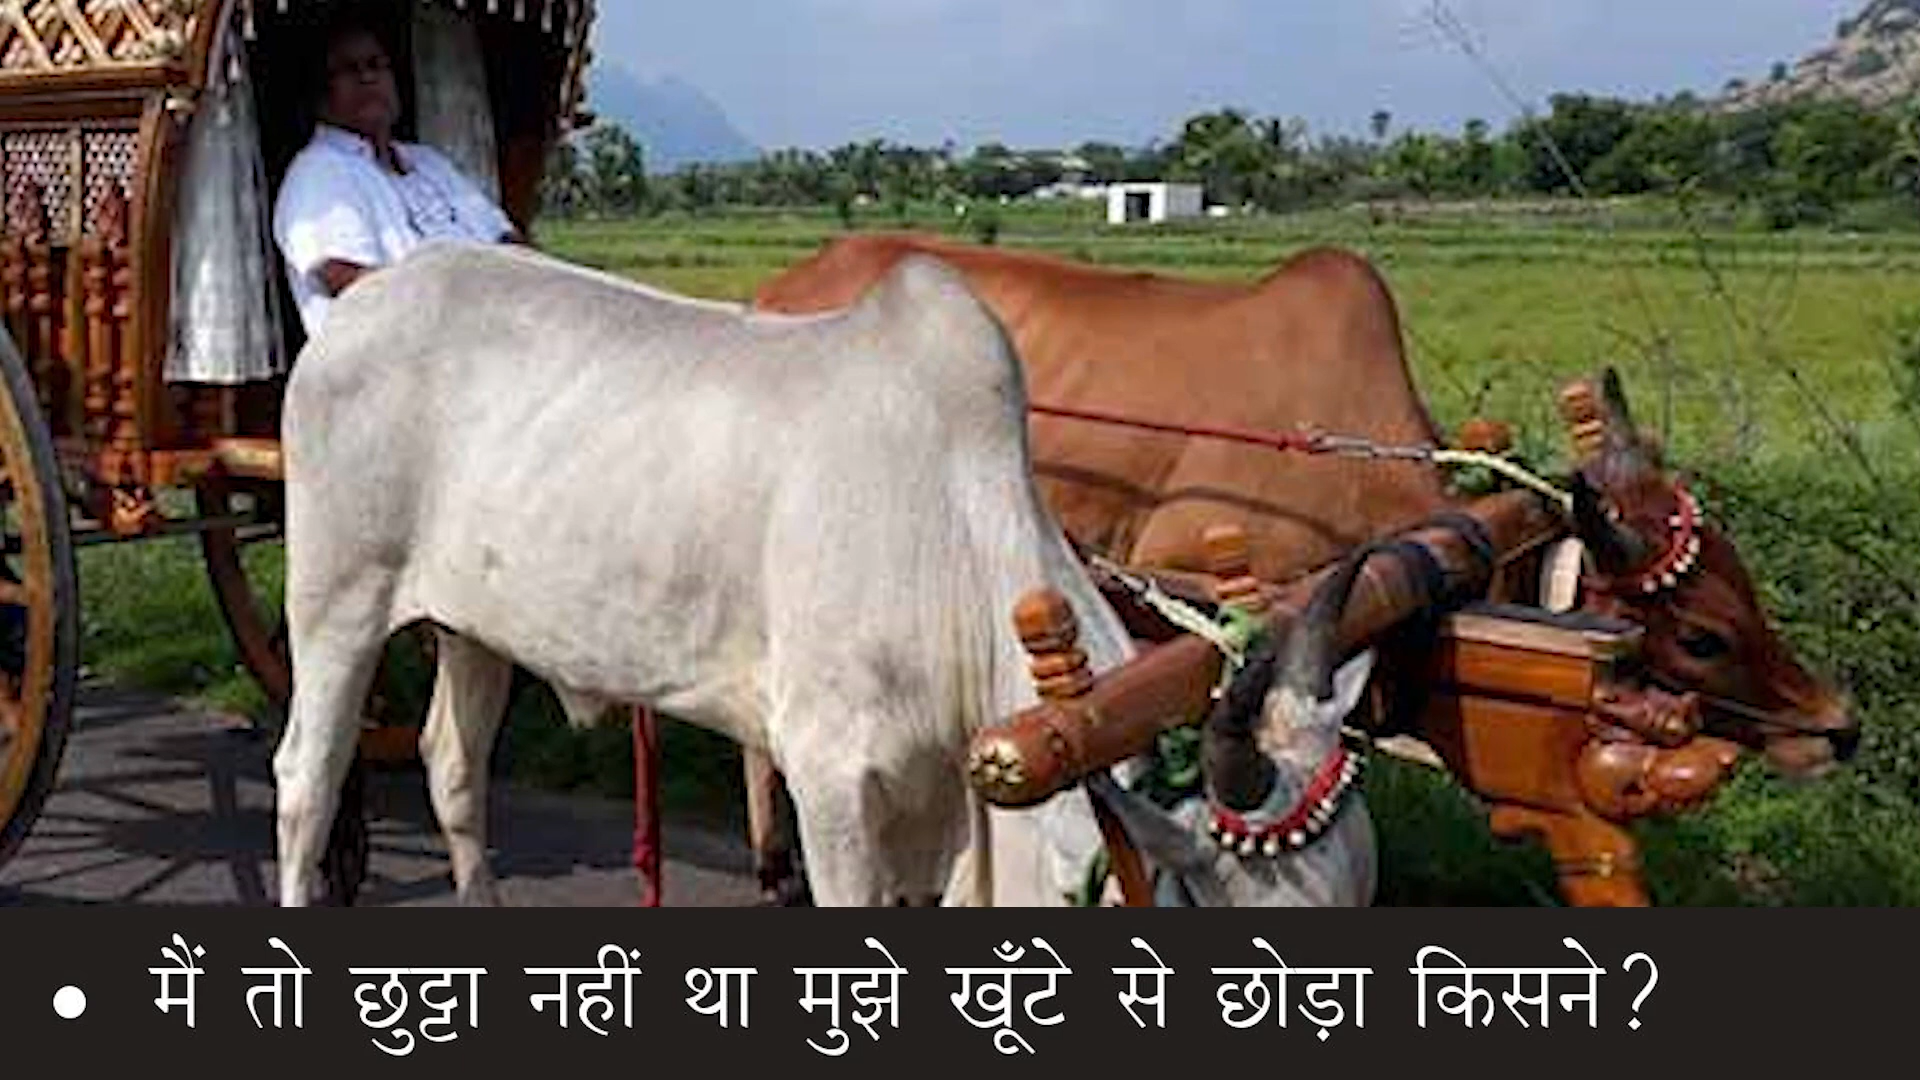 • मैं तो छुट्टा नहीं था मुझे खूँटे से छोड़ा किसने?